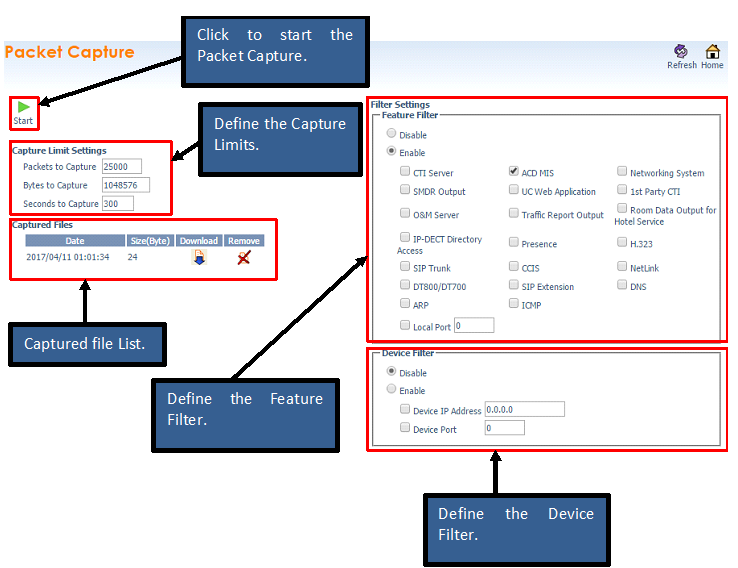 Click to start the
Packet Capture.
Packet Capture
Refresh Home
Start
Define the Capture
Limits.
Capture Limit Settings
Packets to Capture 25000
Bytes to Capture 1048576
Seconds to Capture 300
Captured Files
Date Size(Byte) Download Remove
2017/04/11 01:01:34 24
Captured file List.
Define the Feature
Filter.
Filter Settings
Feature Filter
Disable
Enable
CTI Server ACD MIS Networking System
SMDR Output UC Web Application 1st Party CTI
O&M Server Traffic Report Output Room Data Output for
Hotel Service
IP-DECT Directory
Access Presence H.323
SIP Trunk CCIS NetLink
DT800/DT700 SIP Extension DNS
ARP ICMP
Local Port 0
Device Filter
Disable
Enable
Device IP Address 0.0.0.0
Device Port 0
Define the Device
Filter.